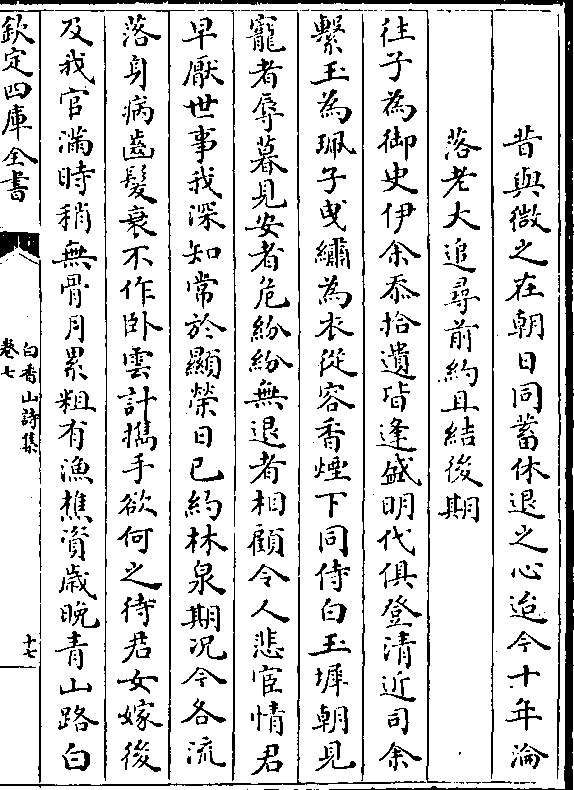 昔與微之在朝日同蓄休退之心迨今十年淪
落老大追尋前約且結後期
往子為御史伊余忝拾遺皆逢盛明代俱登清近司余
繫玉為珮子曵繡為衣從容香煙下同侍白玉墀朝見
寵者辱暮見安者危紛紛無退者相顧令人悲宦情君
早厭世事我深知常於顯榮日已約林泉期况今各流
落身病齒髮衰不作卧雲計攜手欲何之待君女嫁後
及我官滿時稍無骨月累粗有漁樵資嵗晩青山路白
欽定四庫全書
白香山詩集
卷七
十七